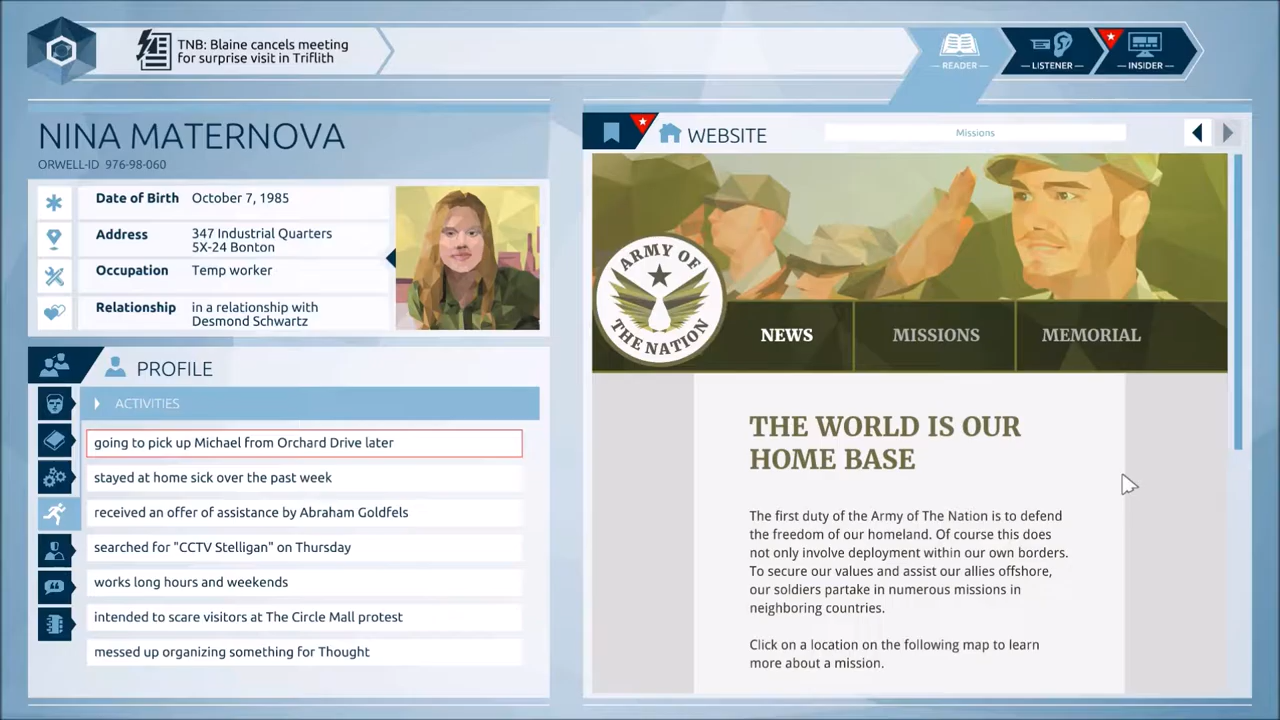 TNB: Blaine cancels meeting
for surprise visit in Triflith
— READER —
— LISTENER —
— INSIDER —
NINA MATERNOVA
ORWELL-ID 976-98-060
Date of Birth October 7, 1985
Address 347 Industrial Quarters
5X-24 Bonton
Occupation Temp worker
Relationship in a relationship with
Desmond Schwartz
PROFILE
ACTIVITIES
going to pick up Michael from Orchard Drive later
stayed at home sick over the past week
received an offer of assistance by Abraham Goldfels
searched for "CCTV Stelligan" on Thursday
works long hours and weekends
intended to scare visitors at The Circle Mall protest
messed up organizing something for Thought
WEBSITE
Missions
ARMY OF
THE NATION
NEWS
MISSIONS
MEMORIAL
THE WORLD IS OUR
HOME BASE
The first duty of the Army of The Nation is to defend
the freedom of our homeland. Of course this does
not only involve deployment within our own borders.
To secure our values and assist our allies offshore,
our soldiers partake in numerous missions in
neighboring countries.
Click on a location on the following map to learn
more about a mission.